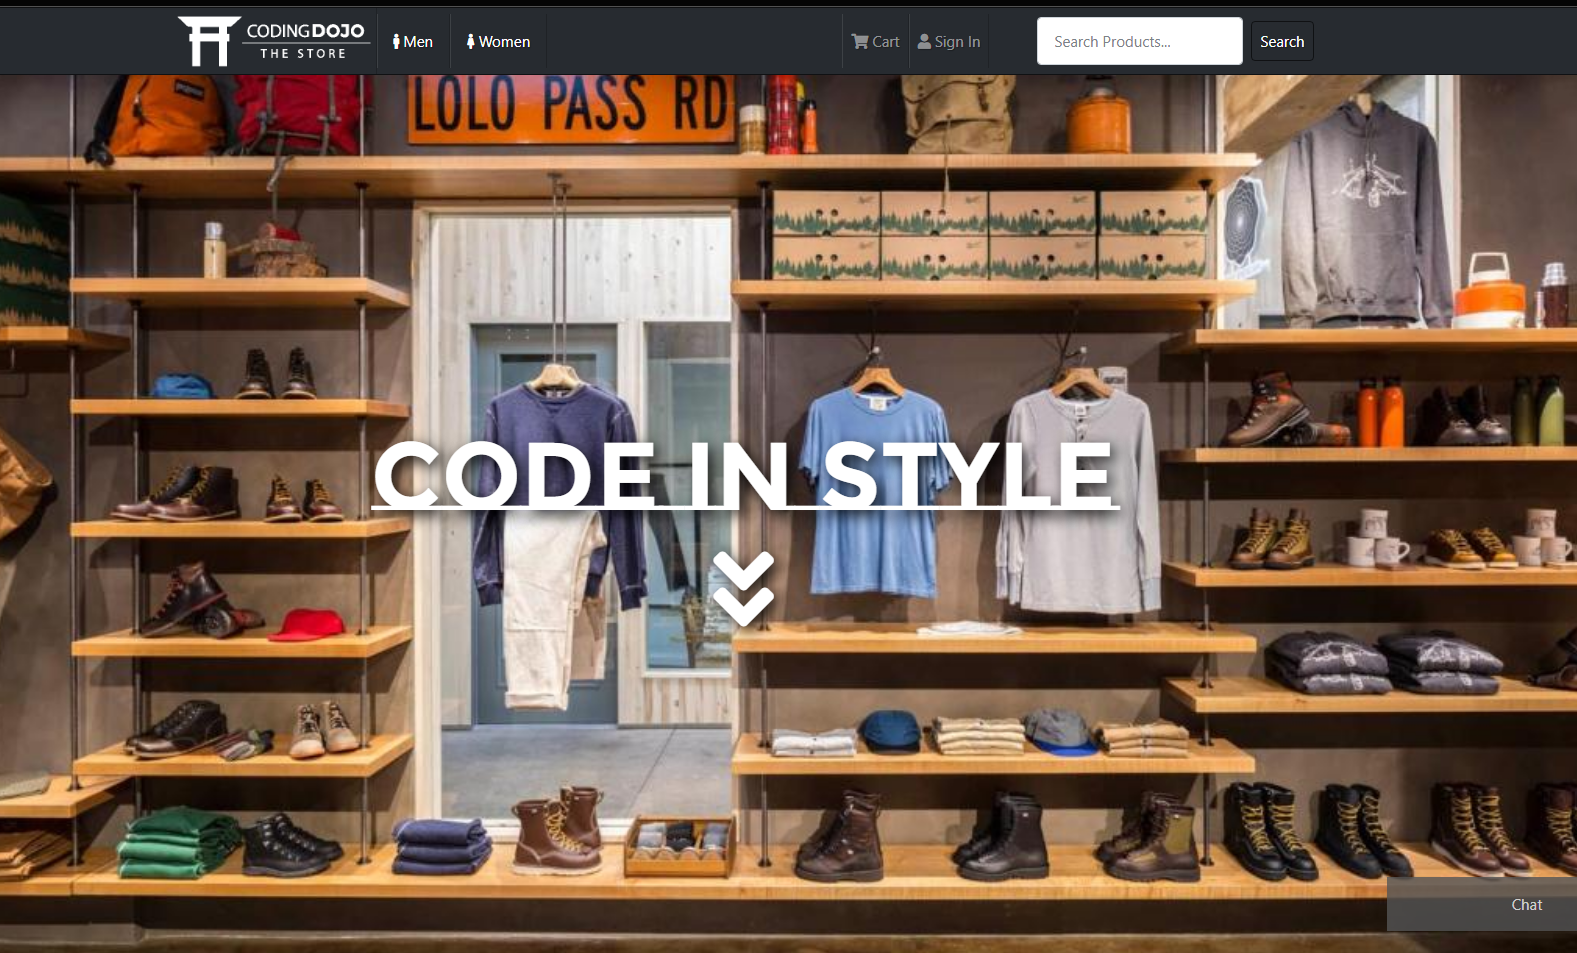 CODINGDOJO
THE STORE
Men
Women
Cart
Sign In
Search Products...
Search
LOLO PASS RD
CODE IN STYLE
Chat